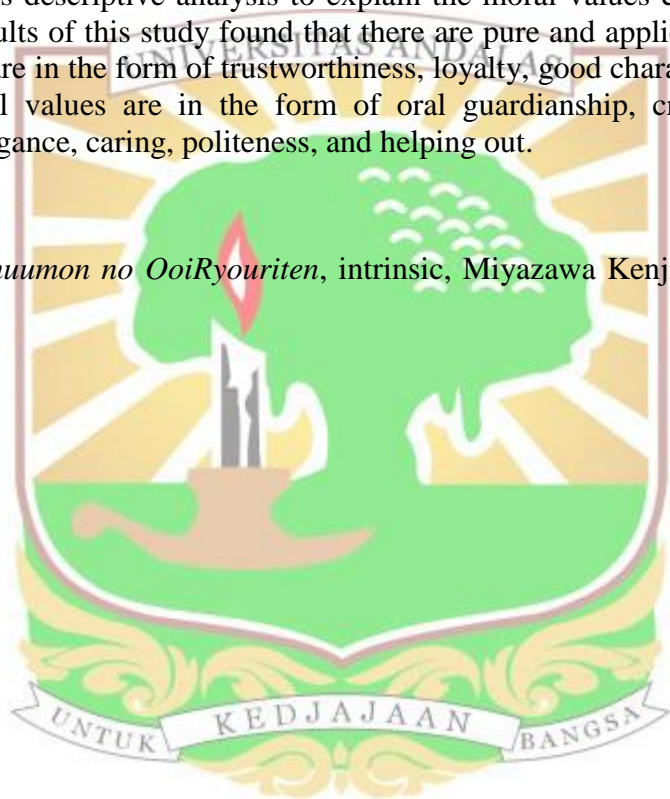 s descriptive analysis to explain the moral values
ults of this study found that there are pure and appli
are in the form of trustworthiness, loyalty, good chara
l values are in the form of oral guardianship, cr
gance, caring, politeness, and helping out.
UNIVERSITAS ANDALAS
uumon no OoiRyouriten, intrinsic, Miyazawa Kenj
UNTUK KEDJAJAAN BANGSA